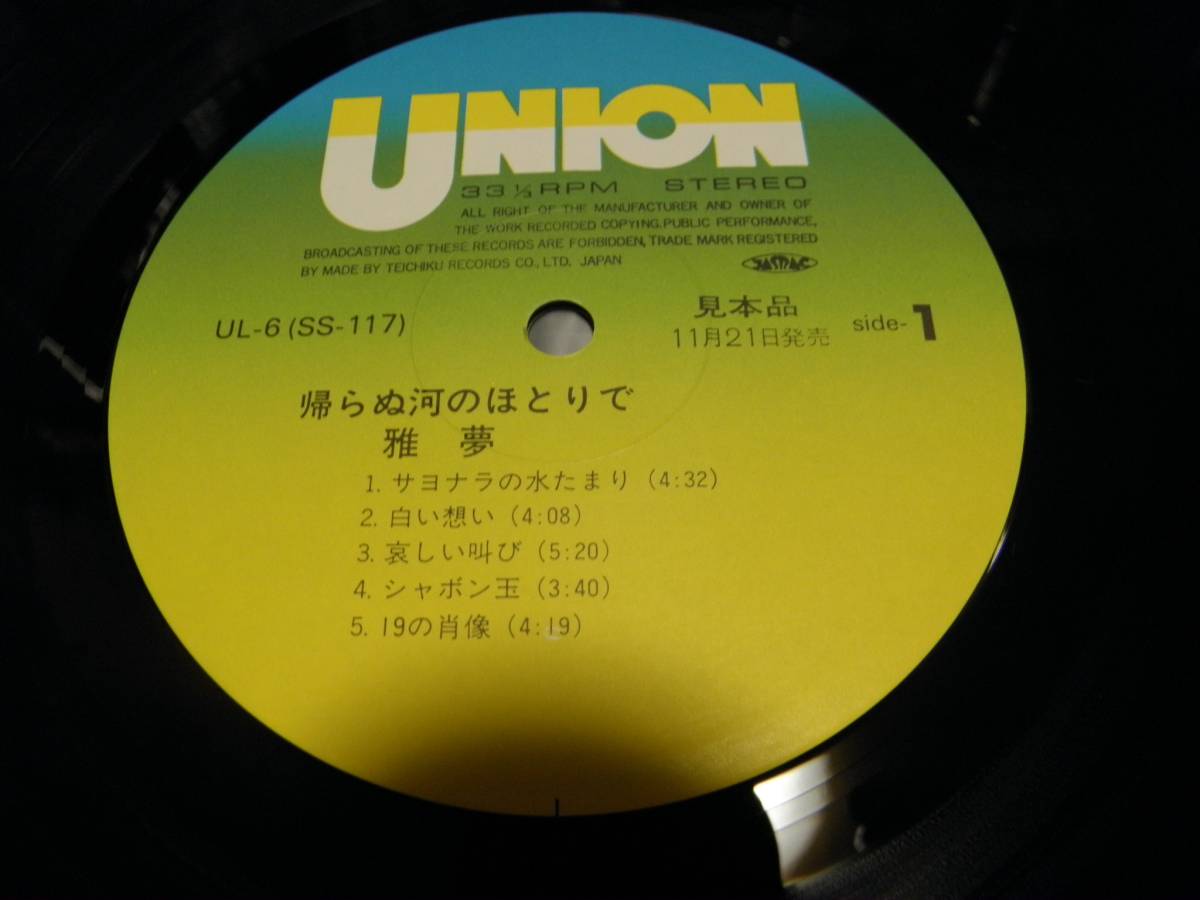 UNION
33 1/3 RPM STEREO
ALL RIGHT OF THE MANUFACTURER AND OWNER OF
THE WORK RECORDED COPYING, PUBLIC PERFORMANCE,
BROADCASTING OF THESE RECORDS ARE FORBIDDEN, TRADE MARK REGISTERED
BY MADE BY TEICHIKU RECORDS CO., LTD. JAPAN
JASRAC
UL-6 (SS-117)
見本品
11月21日発売
side-1
帰らぬ河のほとりで
雅 夢
1. サヨナラの水たまり (4:32)
2. 白い想い (4:08)
3. 哀しい叫び (5:20)
4. シャボン玉 (3:40)
5. 19の肖像 (4:19)